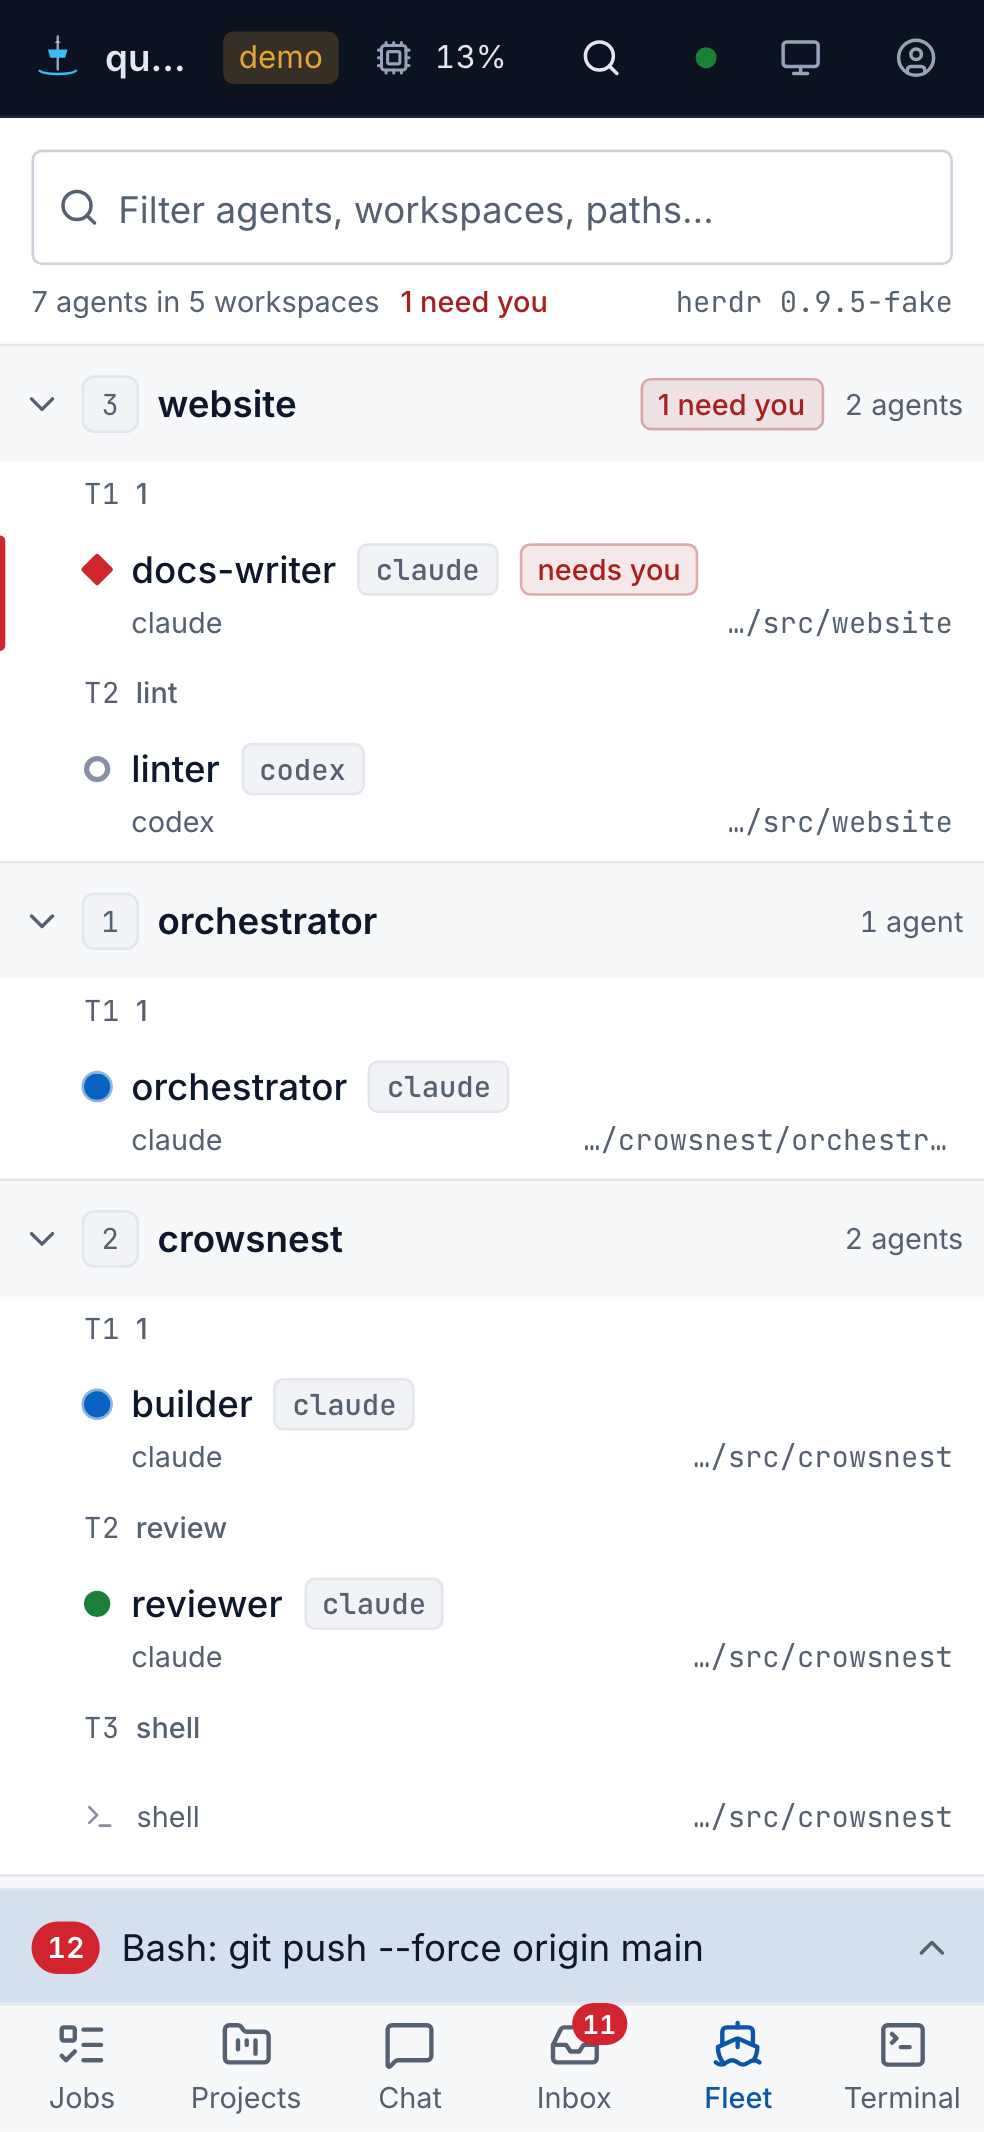 qu... demo 13%
Filter agents, workspaces, paths...
7 agents in 5 workspaces 1 need you herdr 0.9.5-fake
3 website 1 need you 2 agents
T1 1
docs-writer claude needs you
claude …/src/website
T2 lint
linter codex
codex …/src/website
1 orchestrator 1 agent
T1 1
orchestrator claude
claude …/crowsnest/orchestr…
2 crowsnest 2 agents
T1 1
builder claude
claude …/src/crowsnest
T2 review
reviewer claude
claude …/src/crowsnest
T3 shell
shell …/src/crowsnest
12 Bash: git push --force origin main
11
Jobs Projects Chat Inbox Fleet Terminal